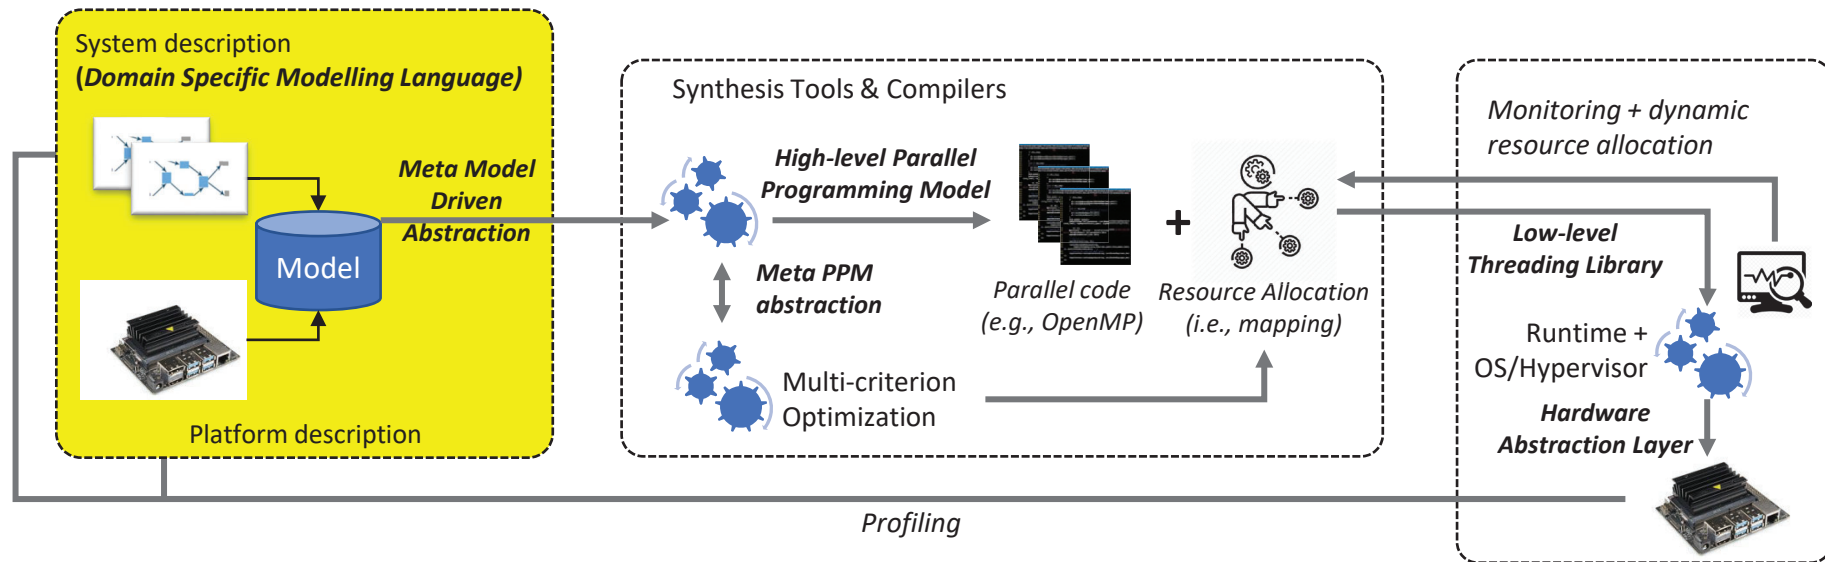 System description
(Domain Specific Modelling Language)
Meta Model
Driven
Abstraction
Model
Platform description
Synthesis Tools & Compilers
High-level Parallel
Programming Model
Meta PPM
abstraction
+
Parallel code
(e.g., OpenMP)
Resource Allocation
(i.e., mapping)
Multi-criterion
Optimization
Monitoring + dynamic
resource allocation
Low-level
Threading Library
Runtime +
OS/Hypervisor
Hardware
Abstraction Layer
Profiling